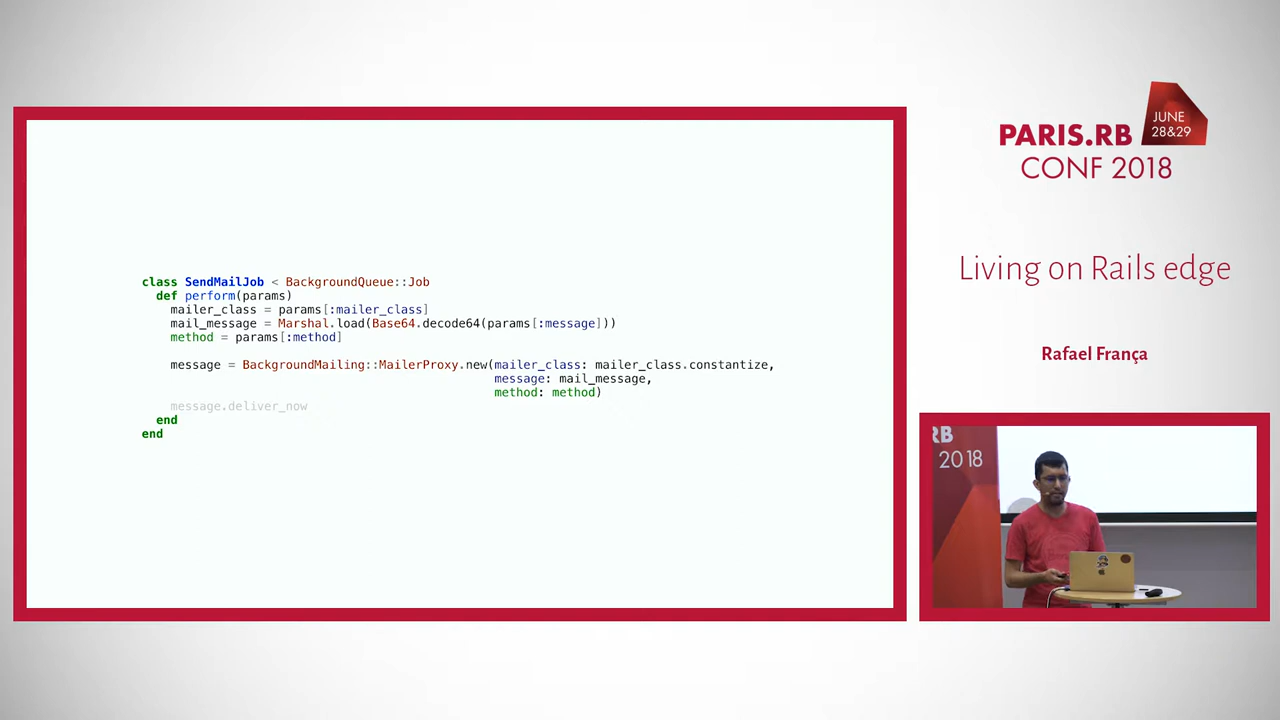 class SendMailJob < BackgroundQueue::Job
def perform(params)
mailer_class = params[:mailer_class]
mail_message = Marshal.load(Base64.decode64(params[:message]))
method = params[:method]
message = BackgroundMailing::MailerProxy.new(mailer_class: mailer_class.constantize,
message: mail_message,
method: method)
message.deliver_now
end
end
PARIS.RB
JUNE
28&29
CONF 2018
Living on Rails edge
Rafael França
RB
2018